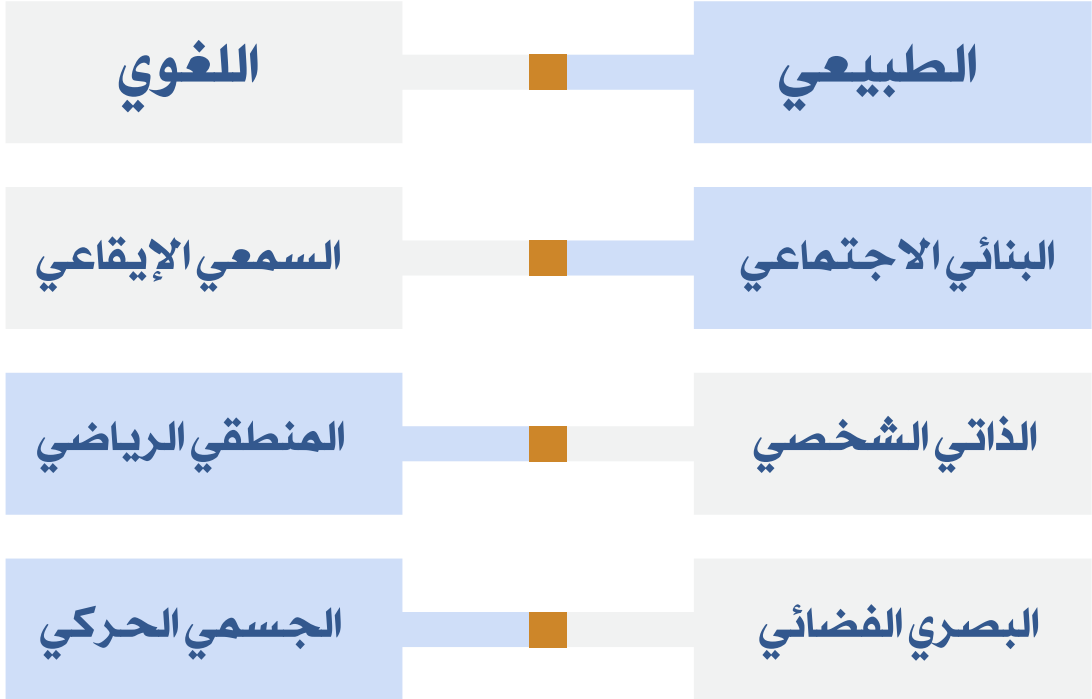 الطبيعي
اللغوي
البنائي الاجتماعي
السمعي الإيقاعي
الذاتي الشخصي
المنطقي الرياضي
البصري الفضائي
الجسمي الحركي